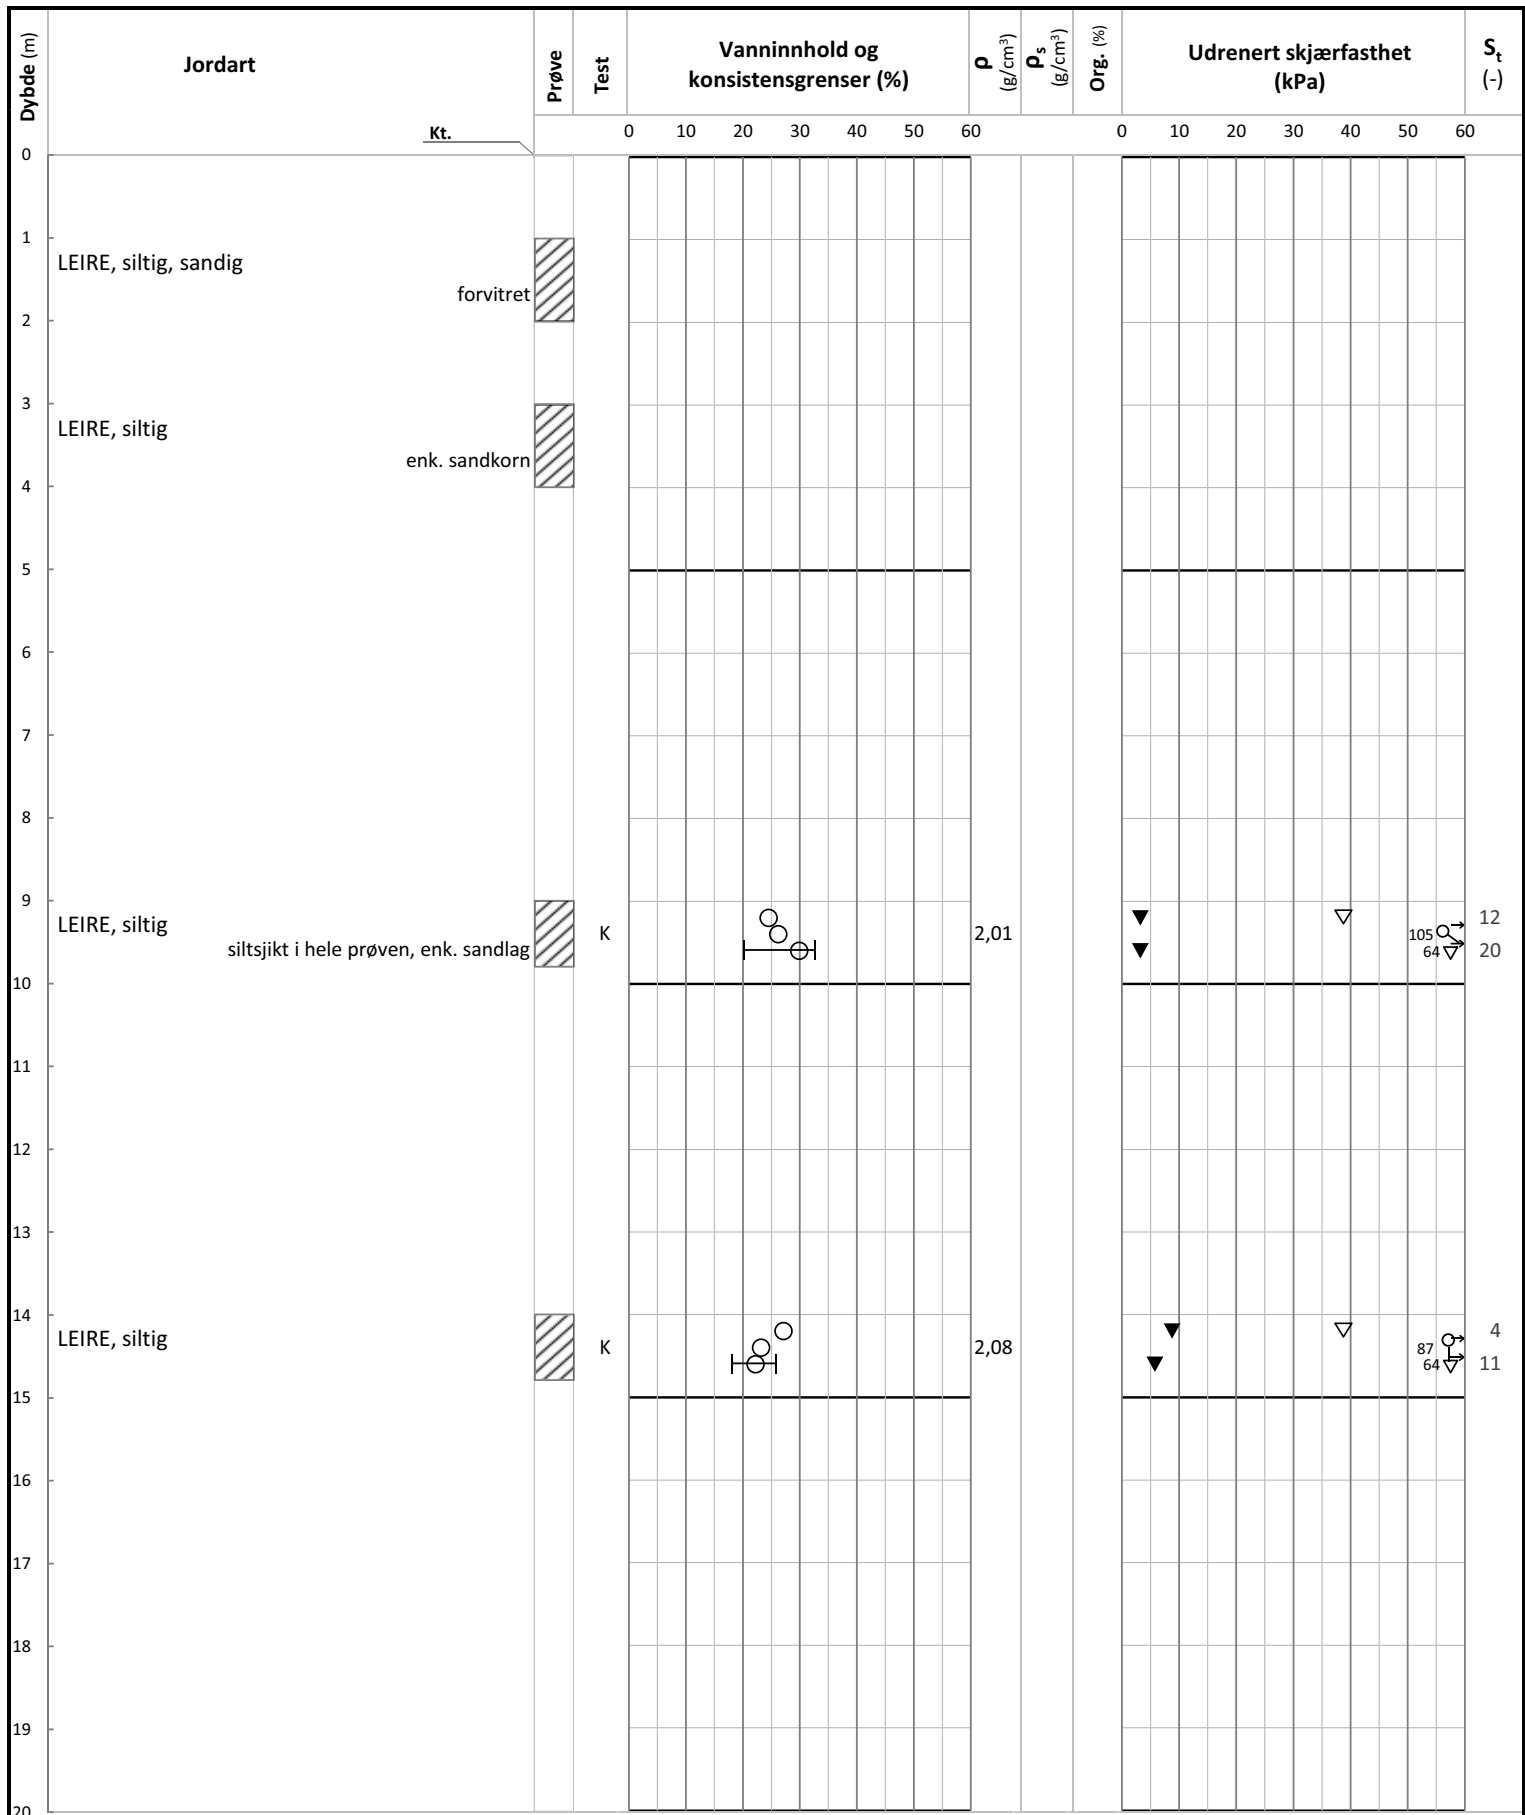 Dybde (m)
Jordart
Kt.
Prøve
Test
Vanninnhold og
konsistensgrenser (%)
ρ (g/cm³)
ρs (g/cm³)
Org. (%)
Udrenert skjærfasthet
(kPa)
St
(-)
0 10 20 30 40 50 60
0 10 20 30 40 50 60
0
1
LEIRE, siltig, sandig
forvitret
2
3
LEIRE, siltig
enk. sandkorn
4
5
6
7
8
9
LEIRE, siltig
K
2,01
12
105
siltsjikt i hele prøven, enk. sandlag
64
20
10
11
12
13
14
LEIRE, siltig
K
2,08
4
87
64
11
15
16
17
18
19
20